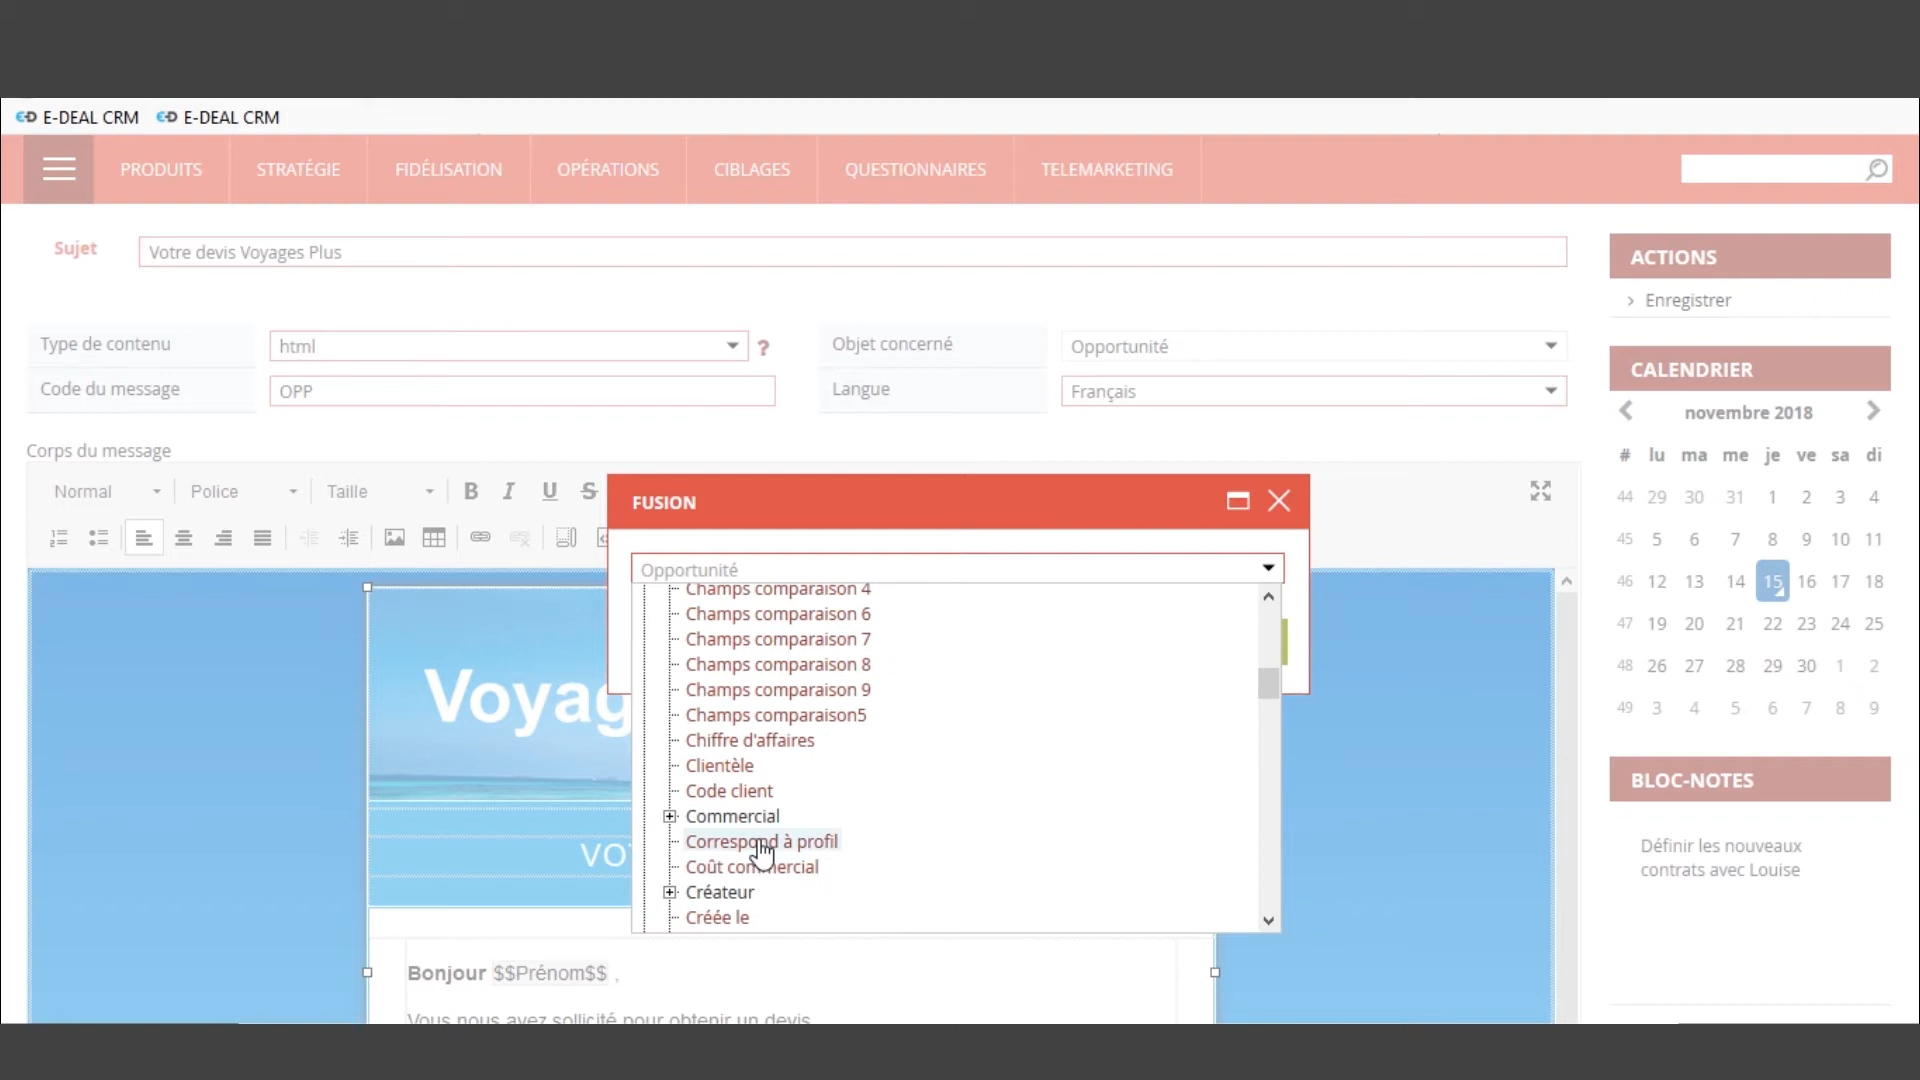 E-DEAL CRM E-DEAL CRM
PRODUITS STRATÉGIE FIDÉLISATION OPÉRATIONS CIBLAGES QUESTIONNAIRES TELEMARKETING
Sujet Votre devis Voyages Plus
Type de contenu html ? Objet concerné Opportunité
Code du message OPP Langue Français
Corps du message
Normal Police Taille B I U S
FUSION
Opportunité
Champs comparaison 4
Champs comparaison 6
Champs comparaison 7
Champs comparaison 8
Champs comparaison 9
Champs comparaison5
Chiffre d'affaires
Clientèle
Code client
Commercial
Correspond à profil
Coût commercial
Créateur
Créée le
Bonjour $$Prénom$$ ,
Vous nous avez sollicité pour obtenir un devis
ACTIONS
> Enregistrer
CALENDRIER
novembre 2018
# lu ma me je ve sa di
44 29 30 31 1 2 3 4
45 5 6 7 8 9 10 11
46 12 13 14 15 16 17 18
47 19 20 21 22 23 24 25
48 26 27 28 29 30 1 2
49 3 4 5 6 7 8 9
BLOC-NOTES
Définir les nouveaux
contrats avec Louise